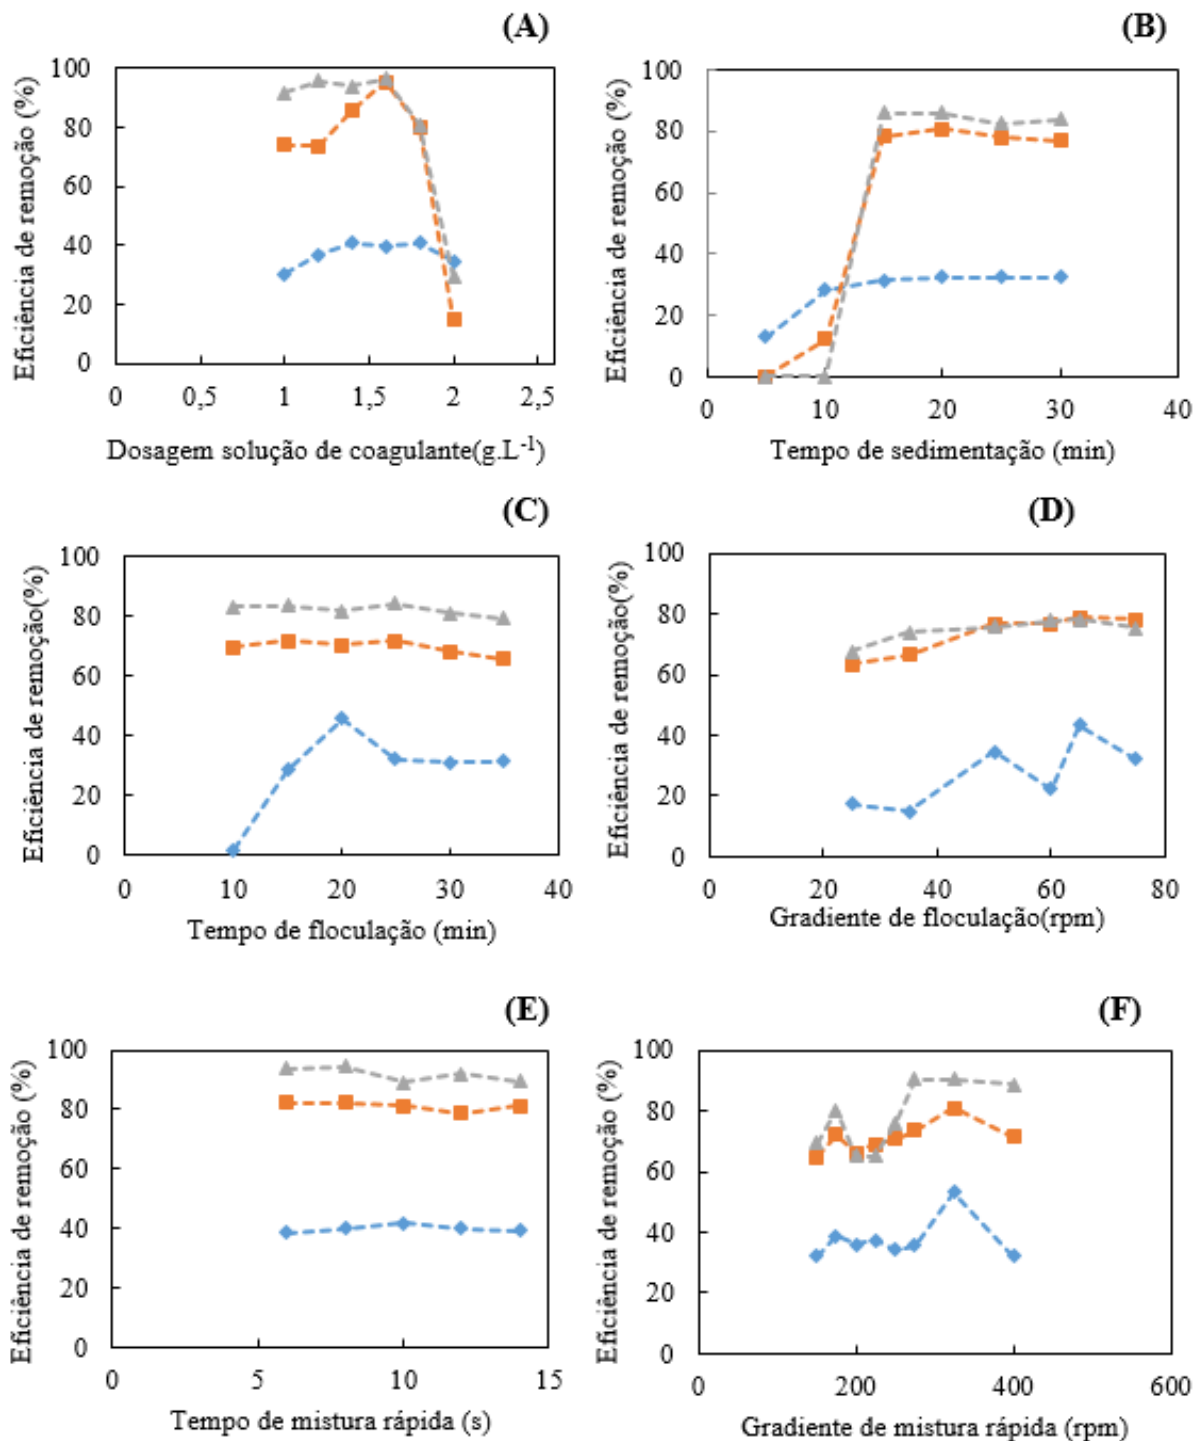 (A)
Eficiência de remoção (%)
100
80
60
40
20
0
0 0,5 1 1,5 2 2,5
Dosagem solução de coagulante(g.L⁻¹)
(B)
Eficiência de remoção (%)
100
80
60
40
20
0
0 10 20 30 40
Tempo de sedimentação (min)
(C)
Eficiência de remoção(%)
100
80
60
40
20
0
0 10 20 30 40
Tempo de floculação (min)
(D)
Eficiência de remoção(%)
100
80
60
40
20
0
0 20 40 60 80
Gradiente de floculação(rpm)
(E)
Eficiência de remoção (%)
100
80
60
40
20
0
0 5 10 15
Tempo de mistura rápida (s)
(F)
Eficiência de remoção (%)
100
80
60
40
20
0
0 200 400 600
Gradiente de mistura rápida (rpm)